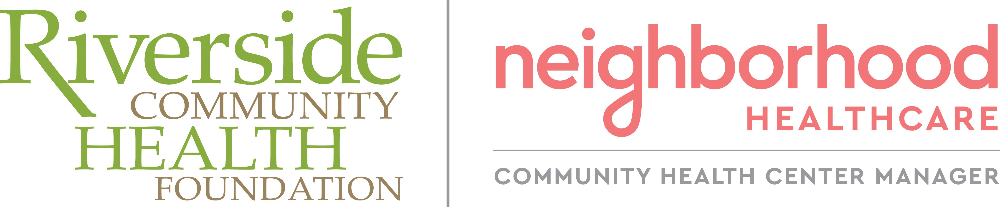 Riverside
COMMUNITY
HEALTH
FOUNDATION
neighborhood
HEALTHCARE
COMMUNITY HEALTH CENTER MANAGER